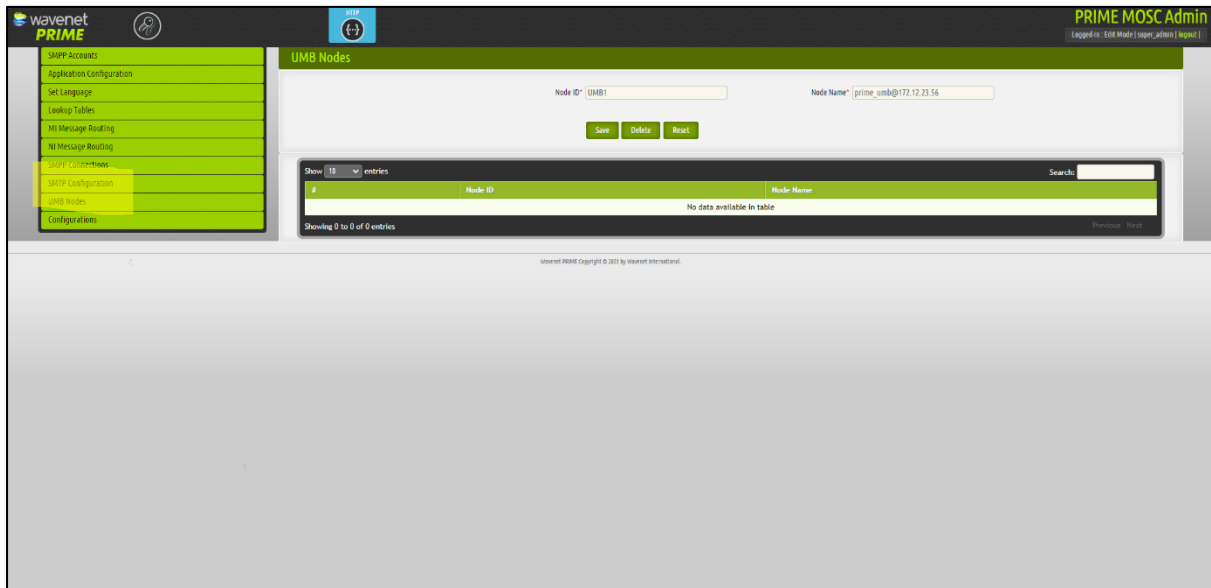 wavenet
PRIME
HTTP
PRIME MOSC Admin
Logged-in : Edit Mode | super_admin | logout |
SMPP Accounts
Application Configuration
Set Language
Lookup Tables
MI Message Routing
NI Message Routing
SMPP Connections
SMTP Configuration
UMB Nodes
Configurations
UMB Nodes
Node ID* UMB1 Node Name* prime_umb@172.12.23.56
Save Delete Reset
Show 10 entries Search:
# Node ID Node Name
No data available in table
Showing 0 to 0 of 0 entries Previous Next
Wavenet PRIME Copyright © 2021 by Wavenet International.